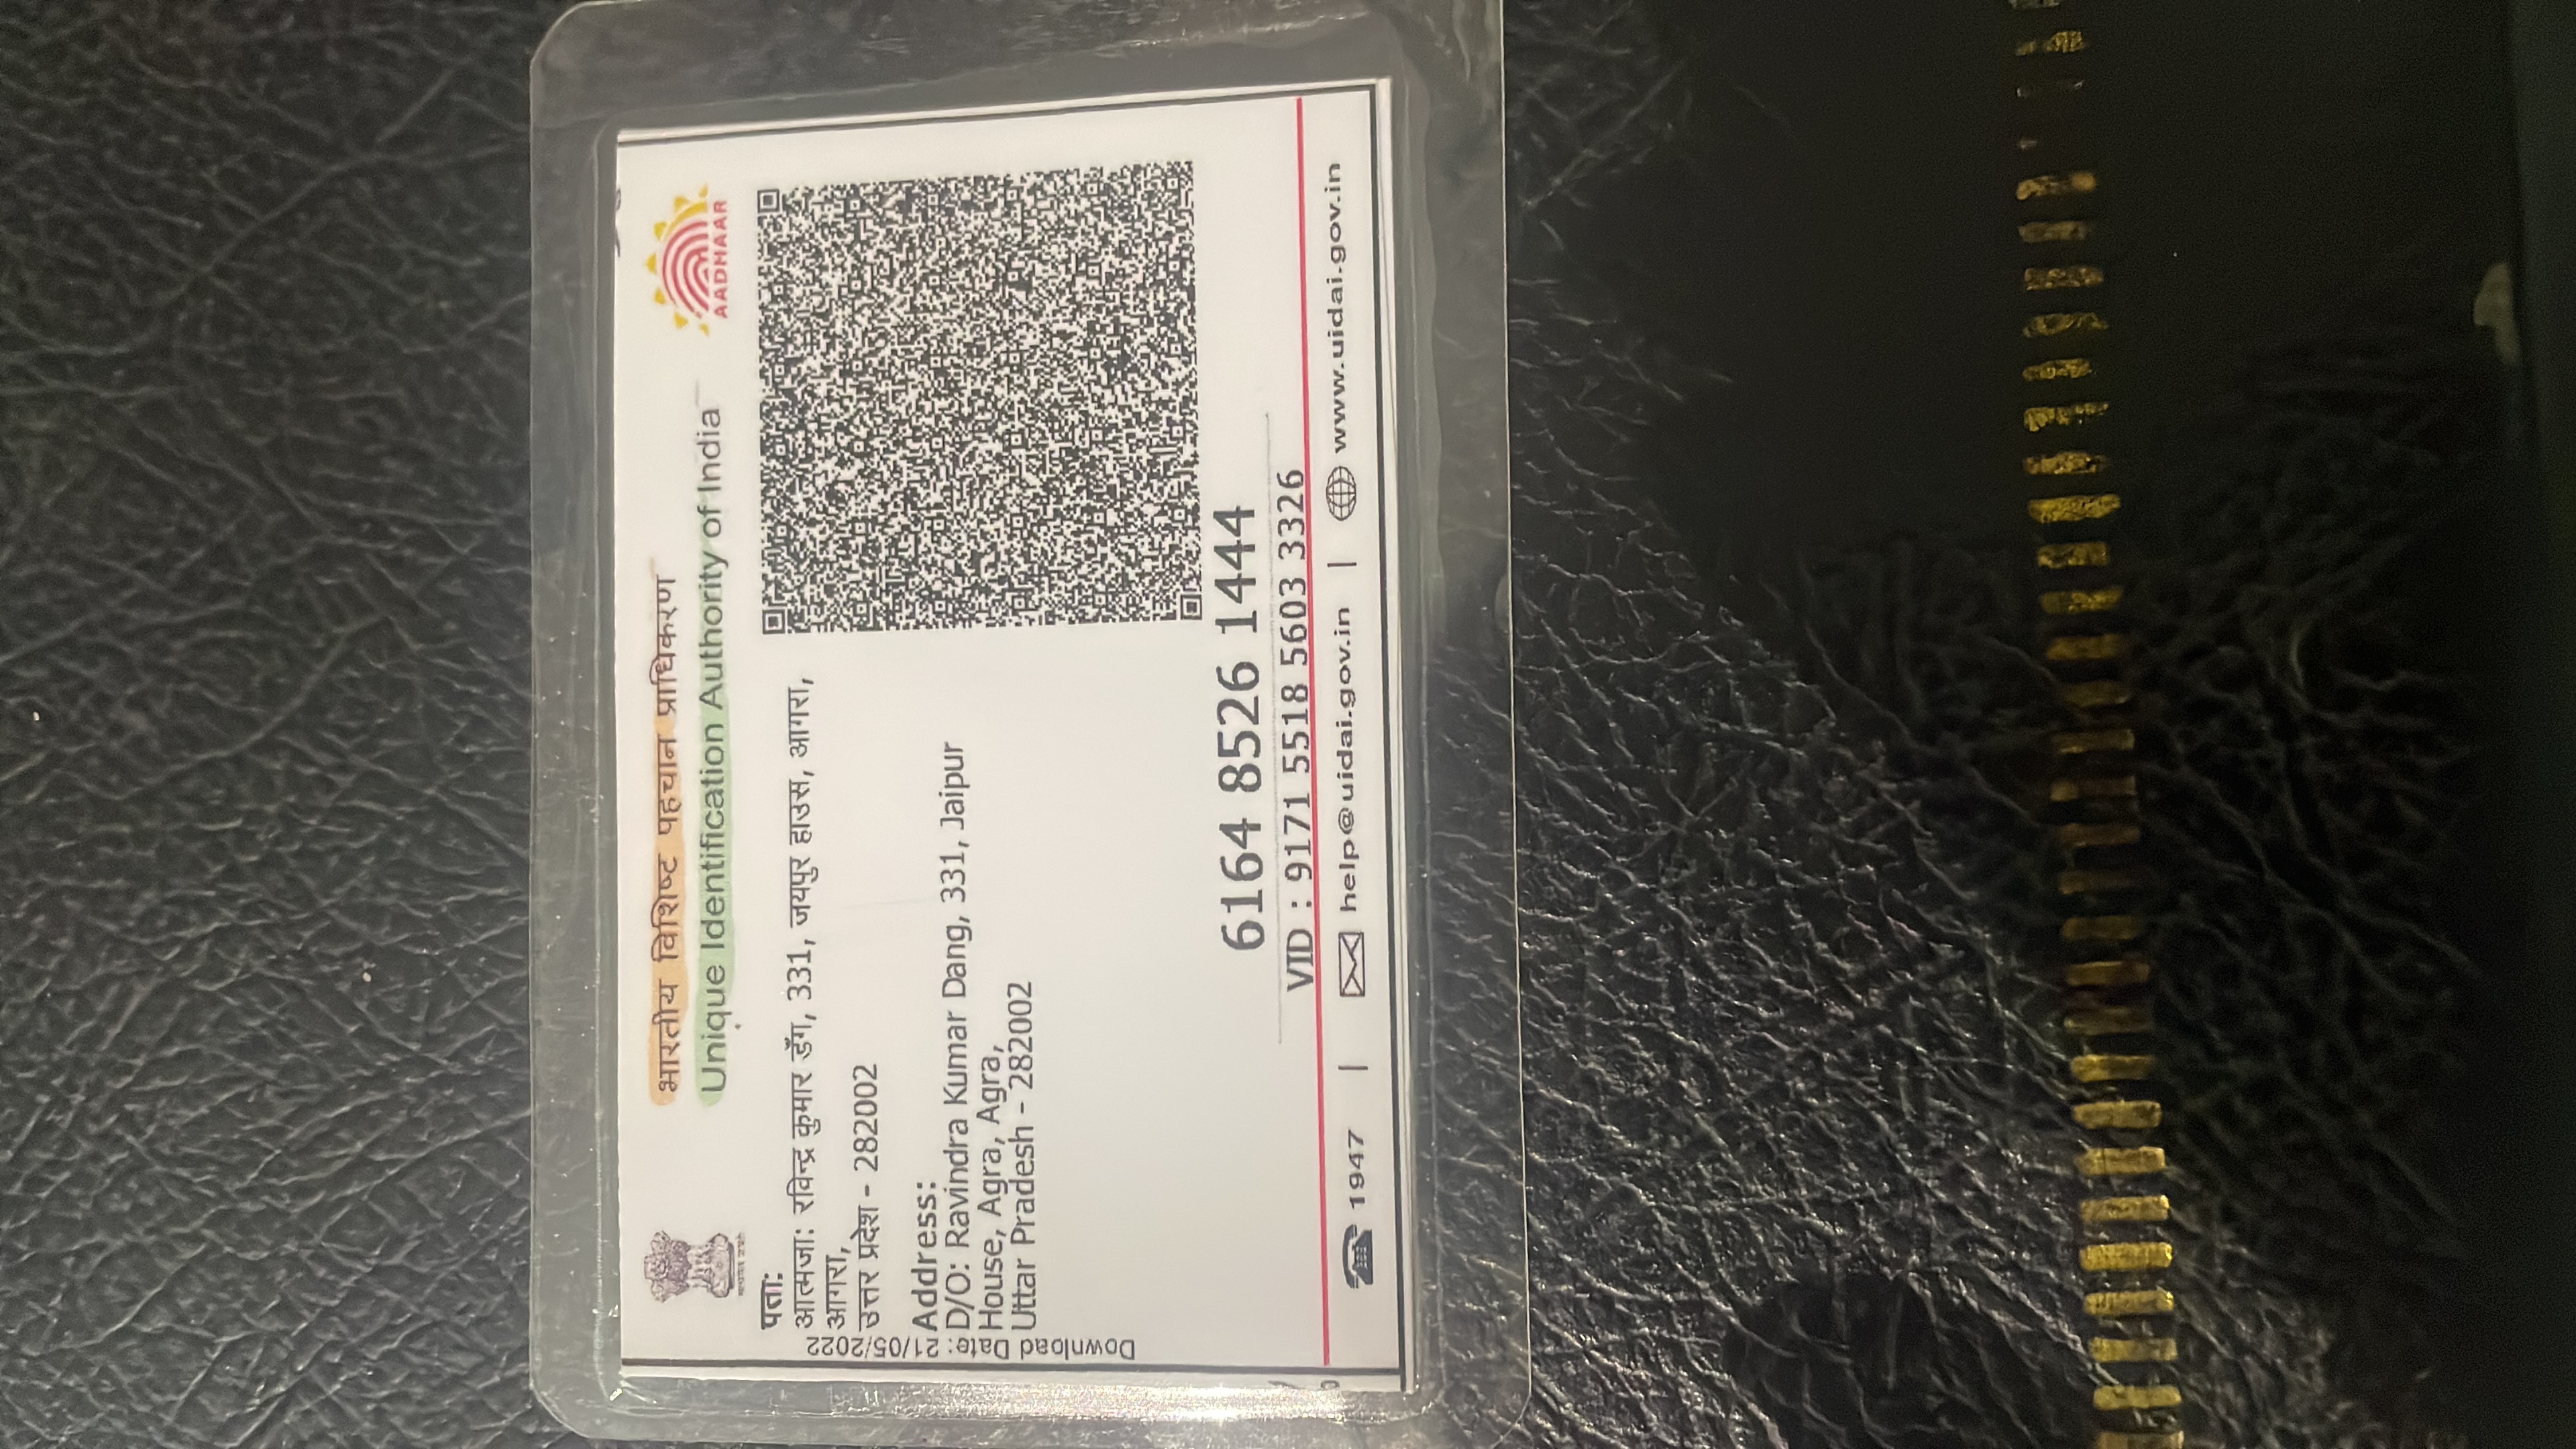 भारतीय विशिष्ट पहचान प्राधिकरण
Unique Identification Authority of India
AADHAAR
पता:
आत्मजा: रविन्द्र कुमार डँग, 331, जयपुर हाउस, आगरा,
आगरा,
उत्तर प्रदेश - 282002
Address:
D/O: Ravindra Kumar Dang, 331, Jaipur
House, Agra, Agra,
Uttar Pradesh - 282002
Download Date: 21/05/2022
6164 8526 1444
VID : 9171 5518 5603 3326
1947 | help@uidai.gov.in | www.uidai.gov.in